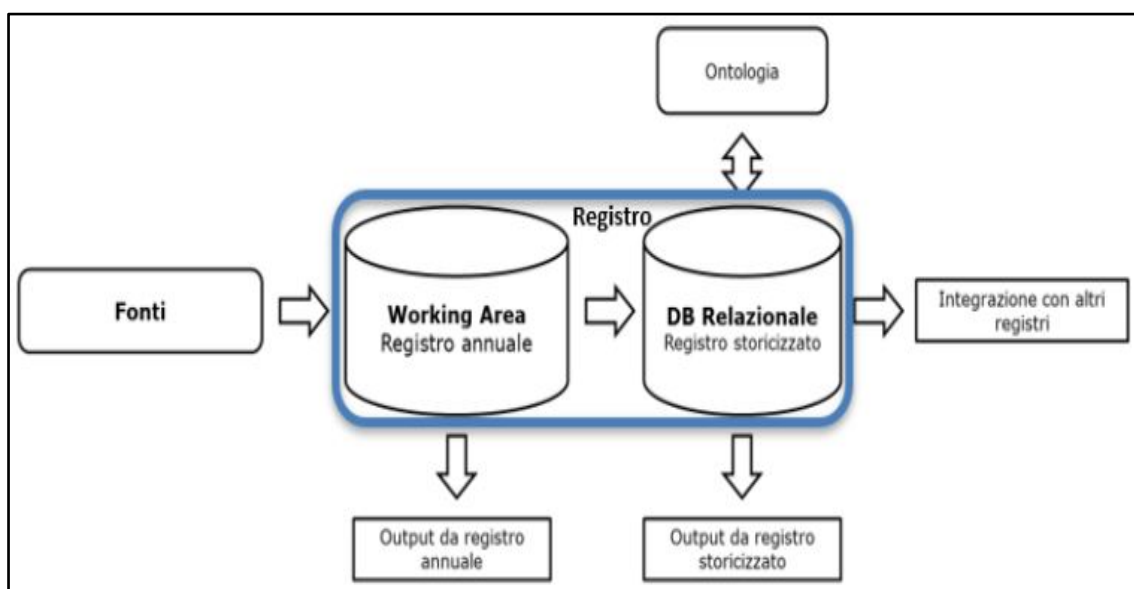 Ontologia
Registro
Fonti
Working Area
Registro annuale
DB Relazionale
Registro storicizzato
Integrazione con altri
registri
Output da registro
annuale
Output da registro
storicizzato